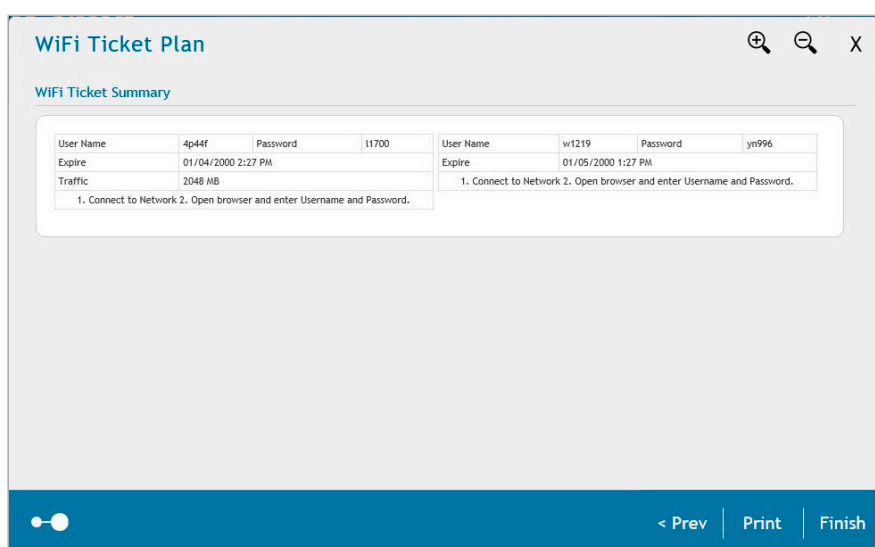 WiFi Ticket Plan
X
WiFi Ticket Summary
User Name 4p44f Password l1700
Expire 01/04/2000 2:27 PM
Traffic 2048 MB
1. Connect to Network 2. Open browser and enter Username and Password.
User Name w1219 Password yn996
Expire 01/05/2000 1:27 PM
1. Connect to Network 2. Open browser and enter Username and Password.
< Prev Print Finish